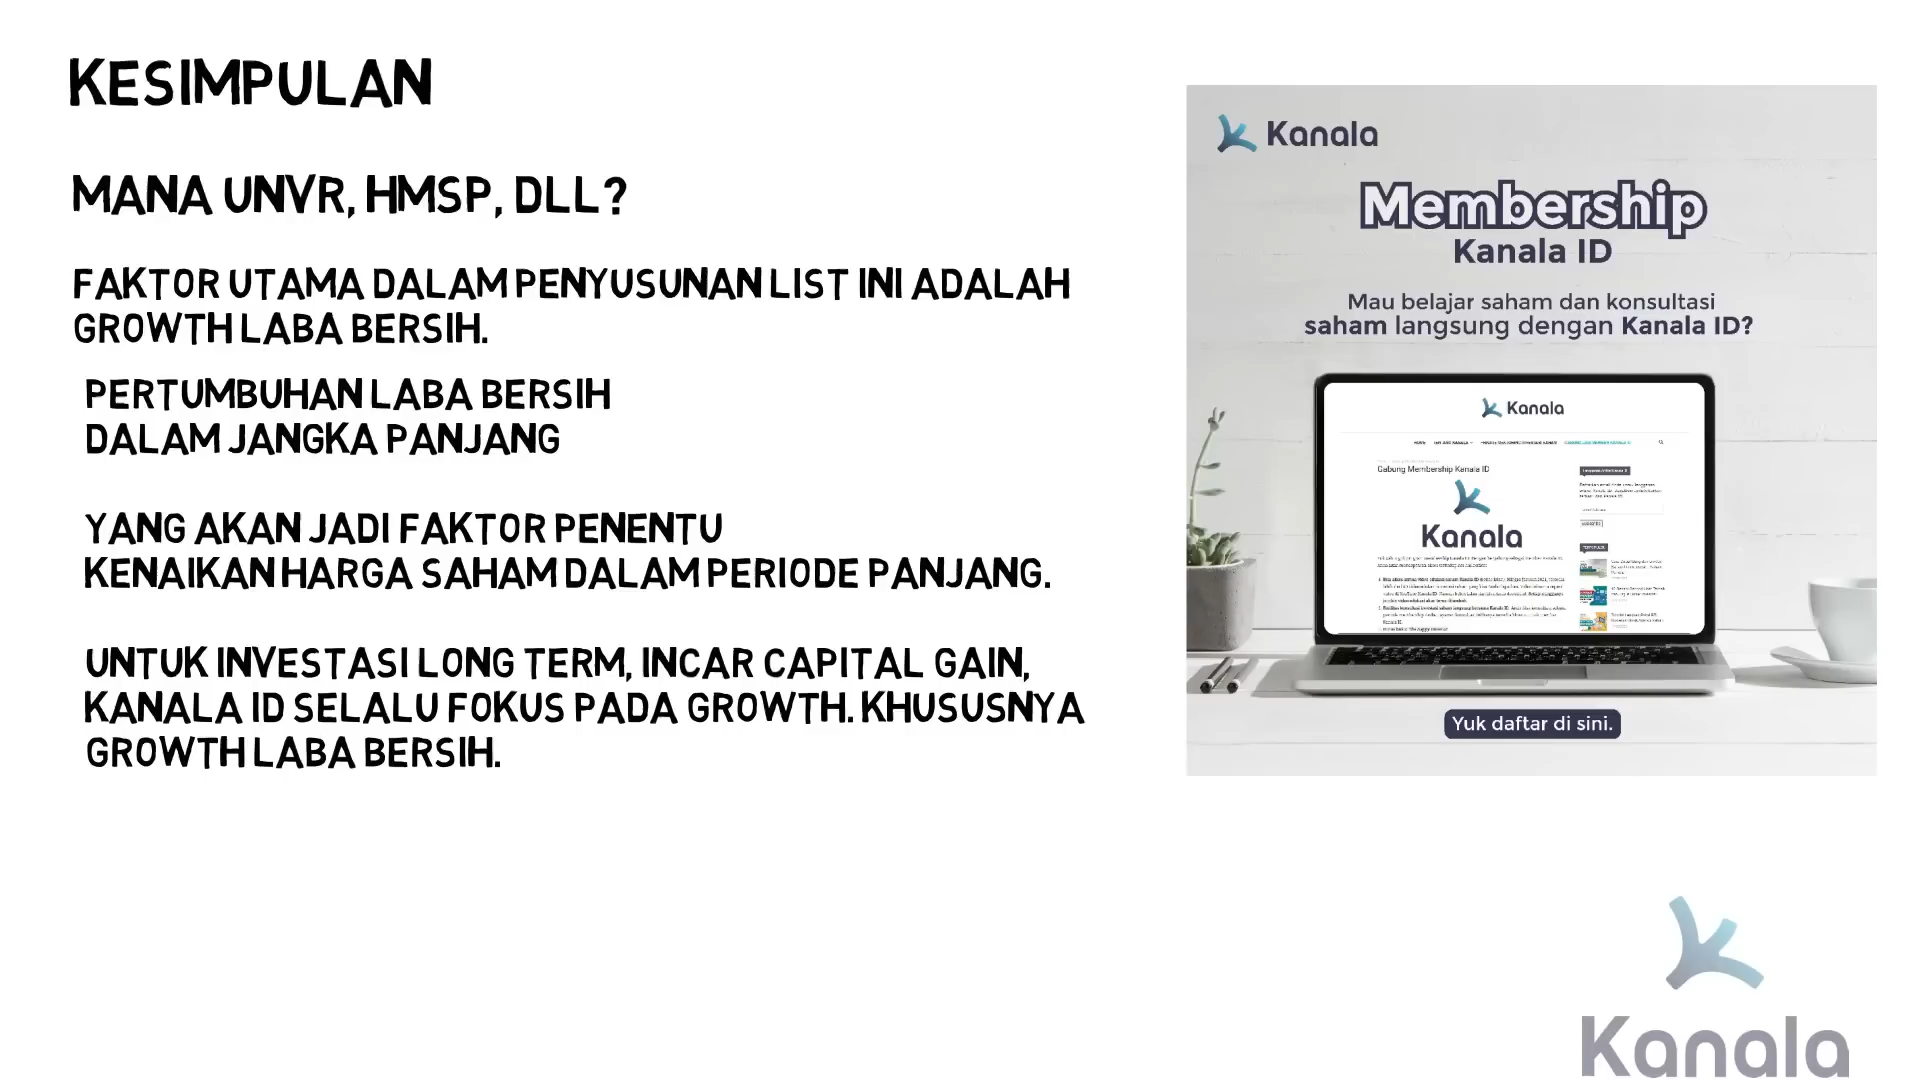 KESIMPULAN
MANA UNVR, HMSP, DLL?
FAKTOR UTAMA DALAM PENYUSUNAN LIST INI ADALAH
GROWTH LABA BERSIH.
PERTUMBUHAN LABA BERSIH
DALAM JANGKA PANJANG
YANG AKAN JADI FAKTOR PENENTU
KENAIKAN HARGA SAHAM DALAM PERIODE PANJANG.
UNTUK INVESTASI LONG TERM, INCAR CAPITAL GAIN,
KANALA ID SELALU FOKUS PADA GROWTH. KHUSUSNYA
GROWTH LABA BERSIH.
Kanala
Membership
Kanala ID
Mau belajar saham dan konsultasi
saham langsung dengan Kanala ID?
Kanala
Gabung Membership Kanala ID
Kanala
Yuk daftar di sini.
Kanala